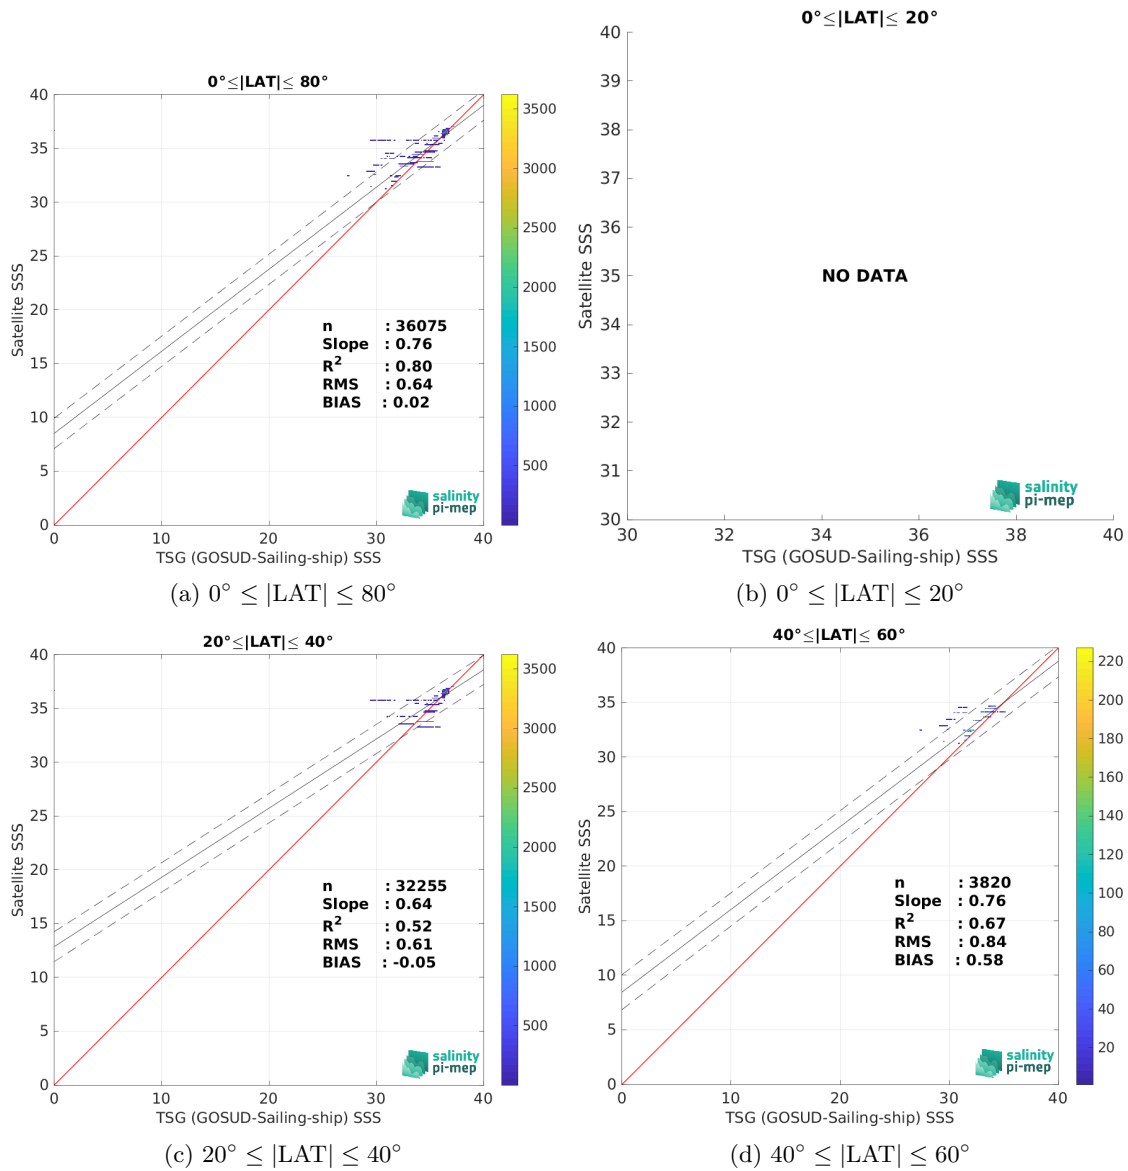 0°≤|LAT|≤ 80°
40
35
30
25
20
15
10
5
0
Satellite SSS
n : 36075
Slope : 0.76
R² : 0.80
RMS : 0.64
BIAS : 0.02
salinity
pi-mep
0 10 20 30 40
TSG (GOSUD-Sailing-ship) SSS
3500
3000
2500
2000
1500
1000
500
(a) 0° ≤ |LAT| ≤ 80°
0°≤|LAT|≤ 20°
40
39
38
37
36
35
34
33
32
31
30
Satellite SSS
NO DATA
salinity
pi-mep
30 32 34 36 38 40
TSG (GOSUD-Sailing-ship) SSS
(b) 0° ≤ |LAT| ≤ 20°
20°≤|LAT|≤ 40°
40
35
30
25
20
15
10
5
0
Satellite SSS
n : 32255
Slope : 0.64
R² : 0.52
RMS : 0.61
BIAS : -0.05
salinity
pi-mep
0 10 20 30 40
TSG (GOSUD-Sailing-ship) SSS
3500
3000
2500
2000
1500
1000
500
(c) 20° ≤ |LAT| ≤ 40°
40°≤|LAT|≤ 60°
40
35
30
25
20
15
10
5
0
Satellite SSS
n : 3820
Slope : 0.76
R² : 0.67
RMS : 0.84
BIAS : 0.58
salinity
pi-mep
0 10 20 30 40
TSG (GOSUD-Sailing-ship) SSS
220
200
180
160
140
120
100
80
60
40
20
(d) 40° ≤ |LAT| ≤ 60°